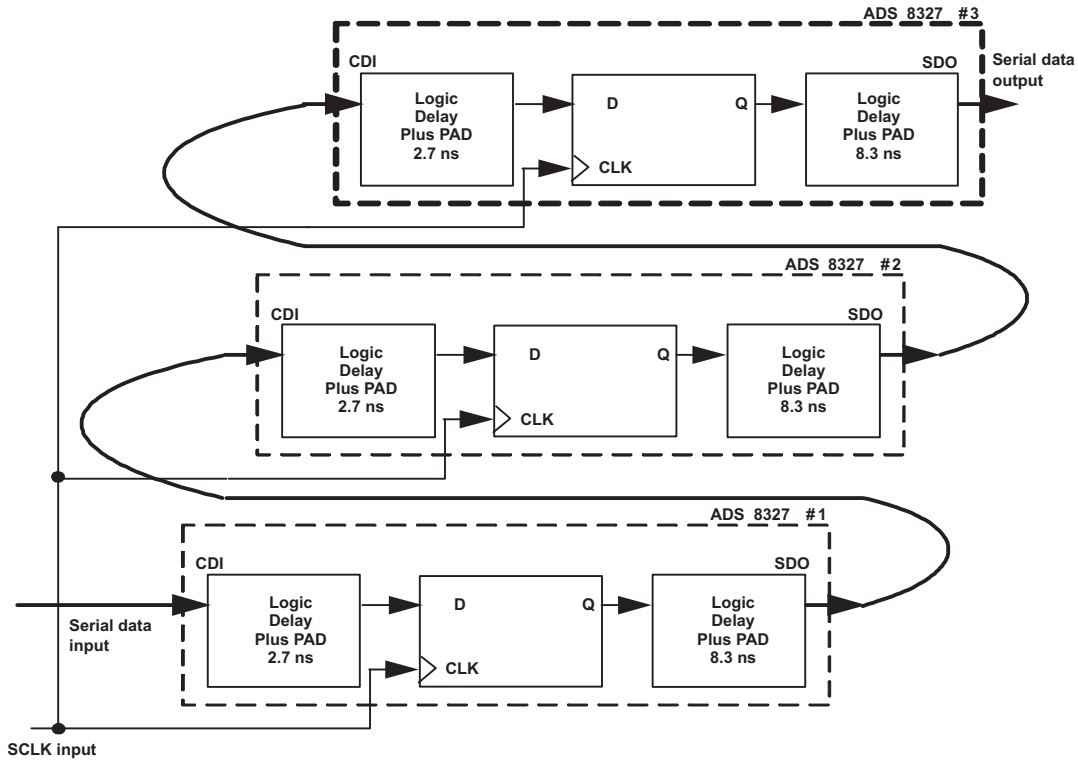 ADS 8327 #3
CDI
SDO
Serial data
output
Logic
Delay
Plus PAD
2.7 ns
D
Q
CLK
Logic
Delay
Plus PAD
8.3 ns
ADS 8327 #2
CDI
SDO
Logic
Delay
Plus PAD
2.7 ns
D
Q
CLK
Logic
Delay
Plus PAD
8.3 ns
ADS 8327 #1
CDI
SDO
Logic
Delay
Plus PAD
2.7 ns
D
Q
CLK
Logic
Delay
Plus PAD
8.3 ns
Serial data
input
SCLK input